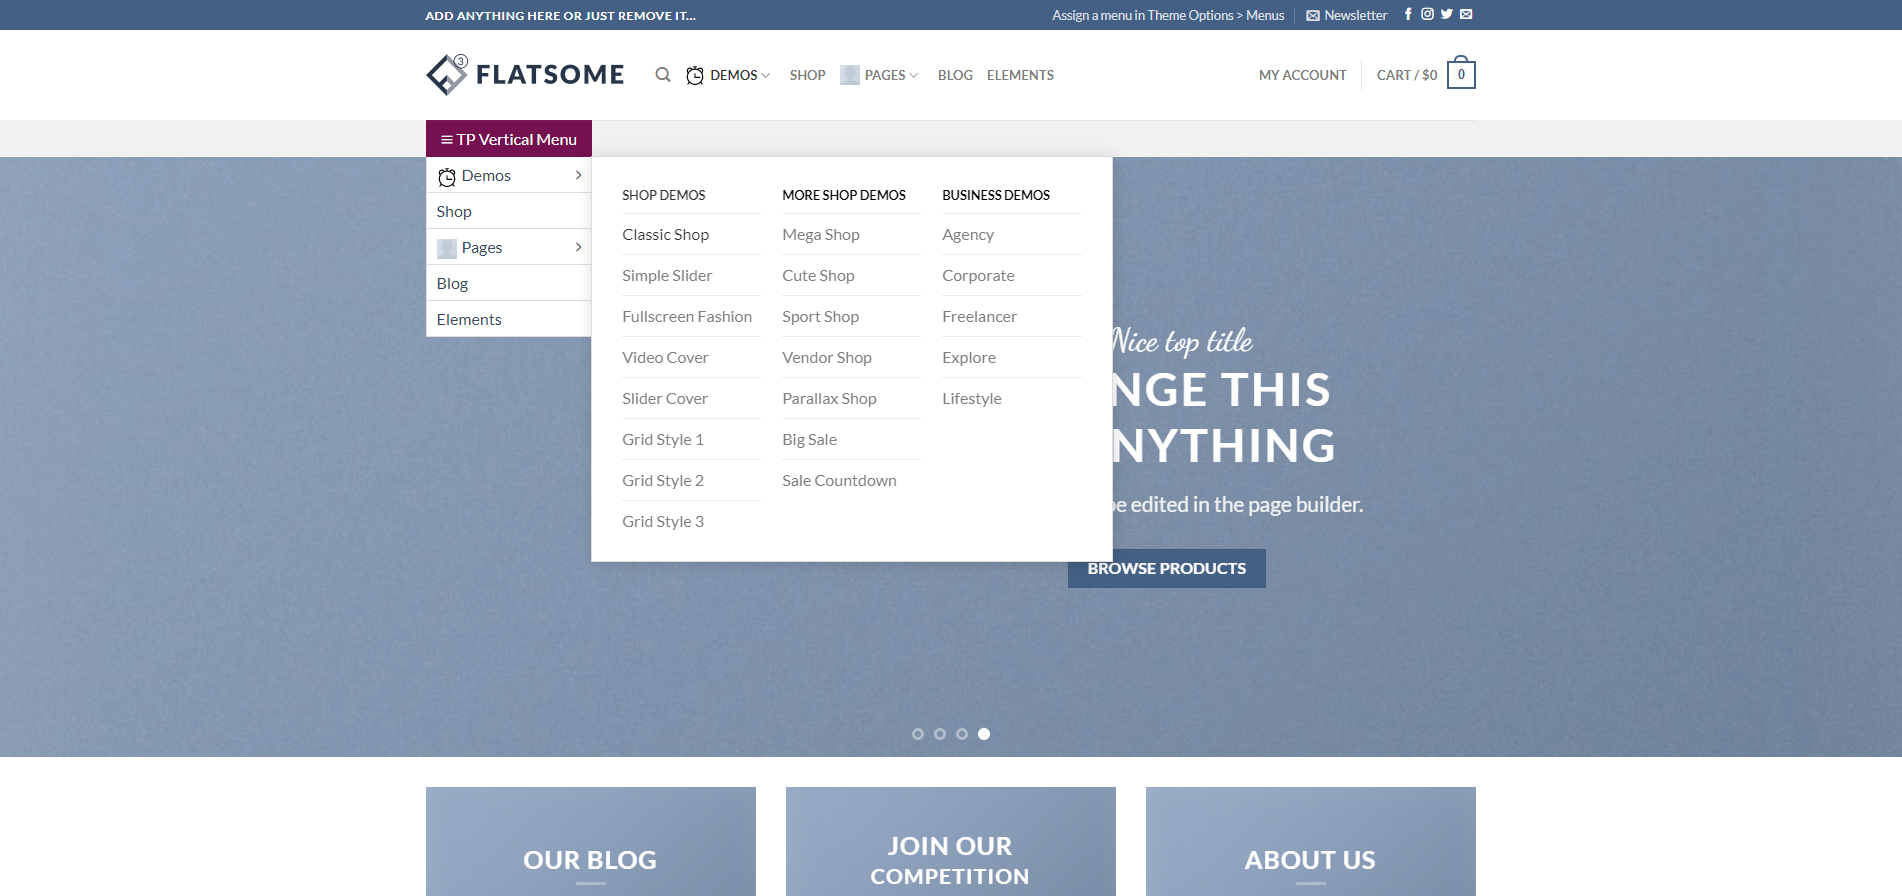 ADD ANYTHING HERE OR JUST REMOVE IT...
Assign a menu in Theme Options > Menus
Newsletter
3
FLATSOME
DEMOS
SHOP
PAGES
BLOG
ELEMENTS
MY ACCOUNT
CART / $0
0
TP Vertical Menu
Demos
Shop
Pages
Blog
Elements
SHOP DEMOS
Classic Shop
Simple Slider
Fullscreen Fashion
Video Cover
Slider Cover
Grid Style 1
Grid Style 2
Grid Style 3
MORE SHOP DEMOS
Mega Shop
Cute Shop
Sport Shop
Vendor Shop
Parallax Shop
Big Sale
Sale Countdown
BUSINESS DEMOS
Agency
Corporate
Freelancer
Explore
Lifestyle
Nice top title
NGE THIS
NYTHING
be edited in the page builder.
BROWSE PRODUCTS
OUR BLOG
JOIN OUR
COMPETITION
ABOUT US